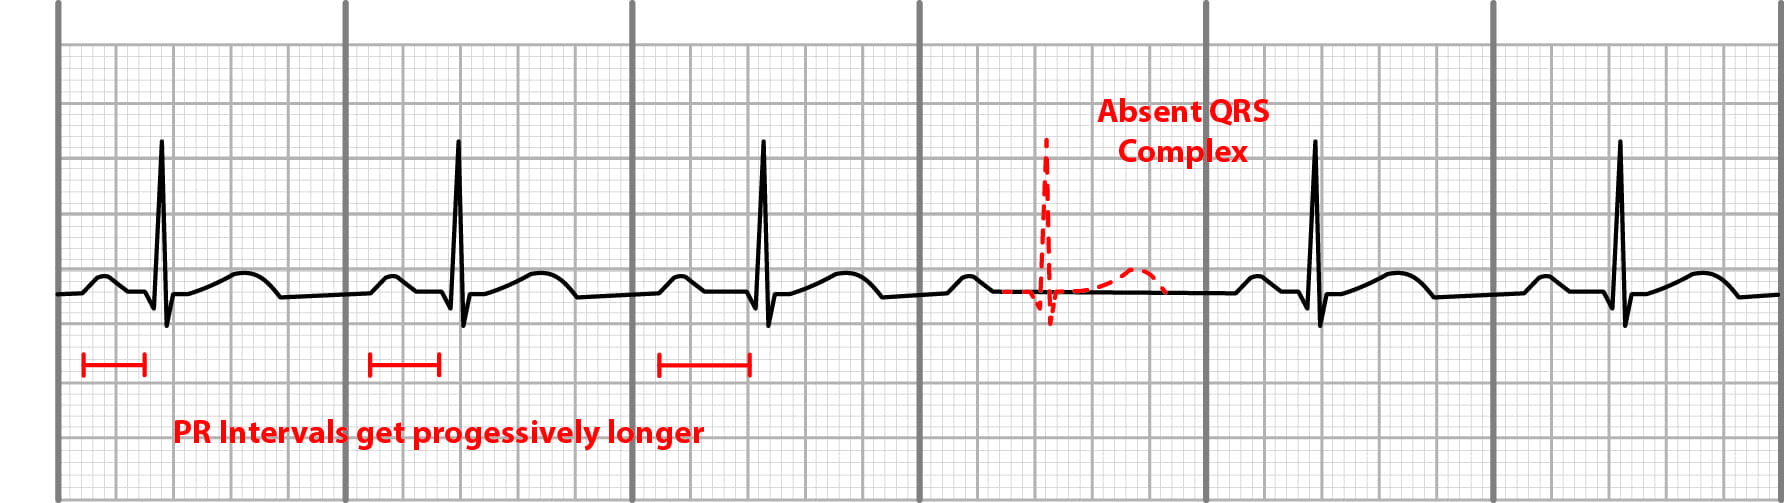 Absent QRS
Complex
PR Intervals get progessively longer